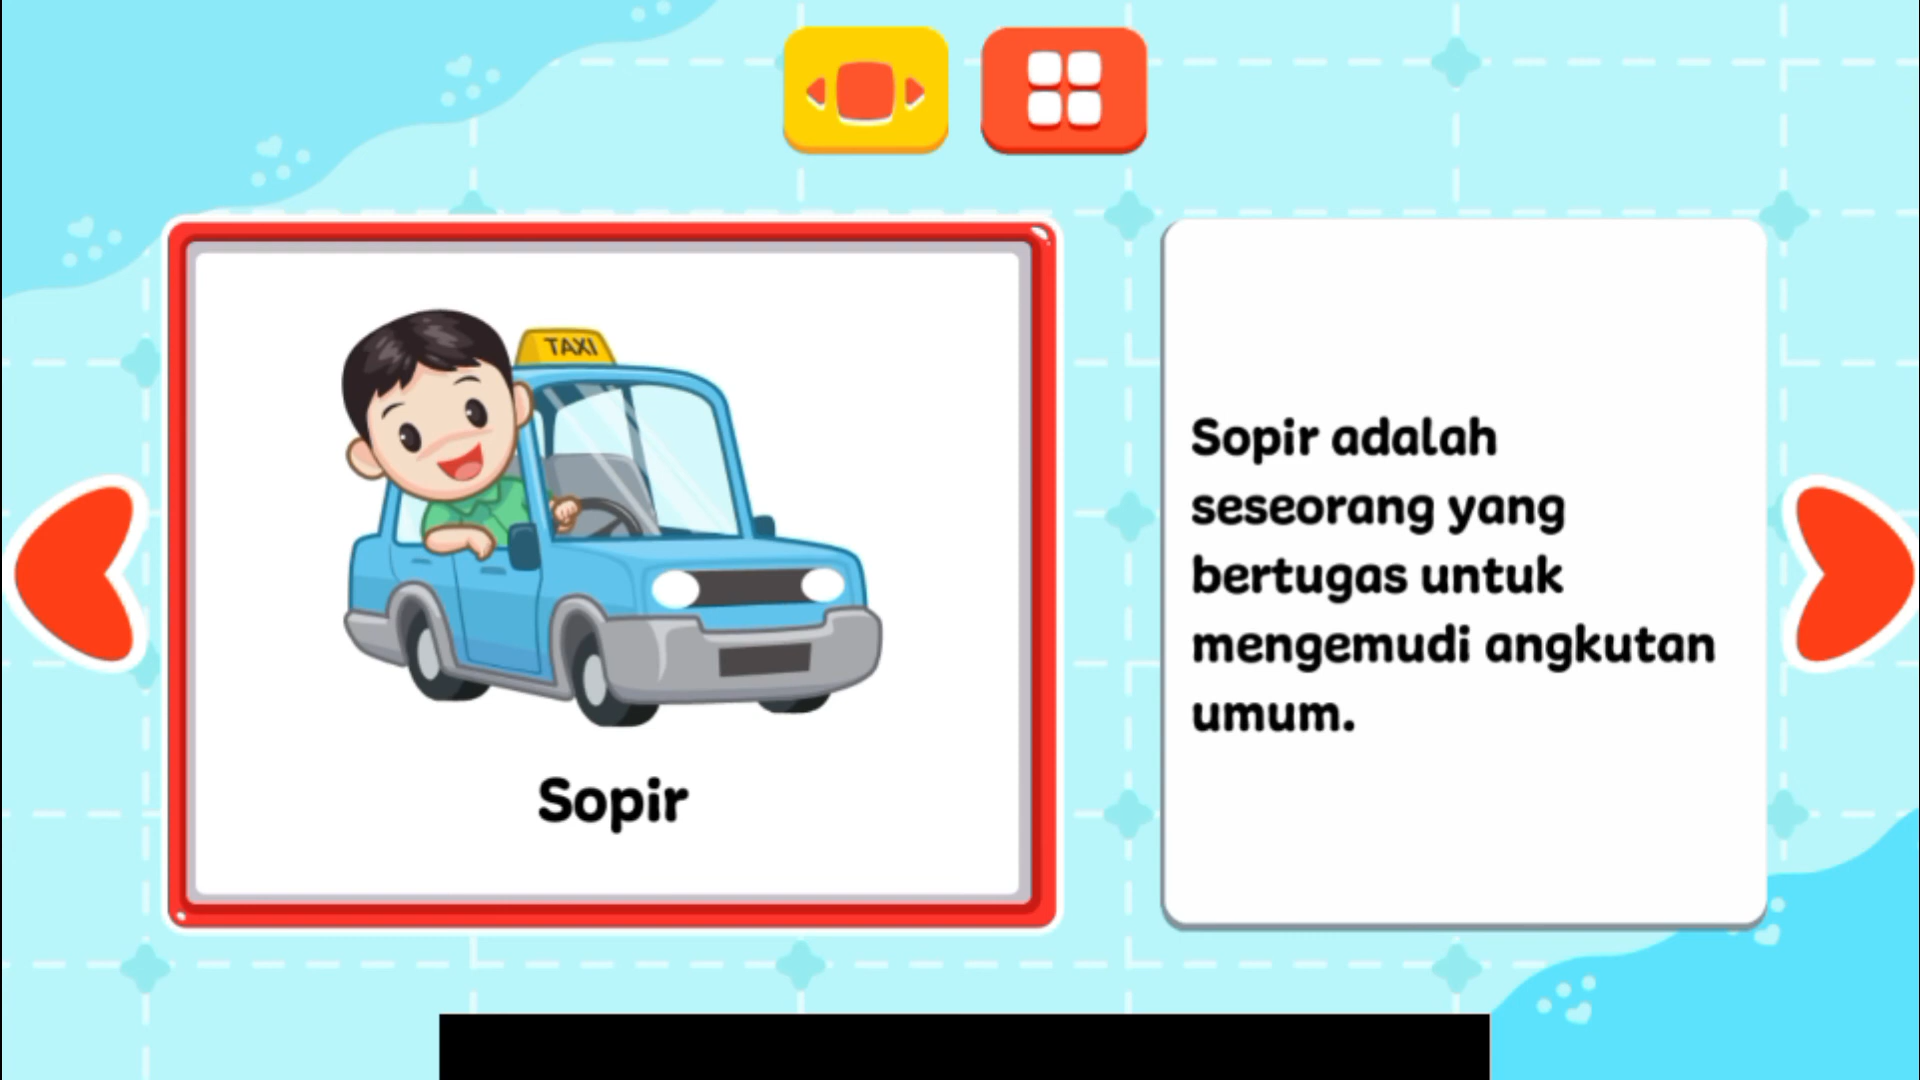 TAXI
Sopir
Sopir adalah
seseorang yang
bertugas untuk
mengemudi angkutan
umum.